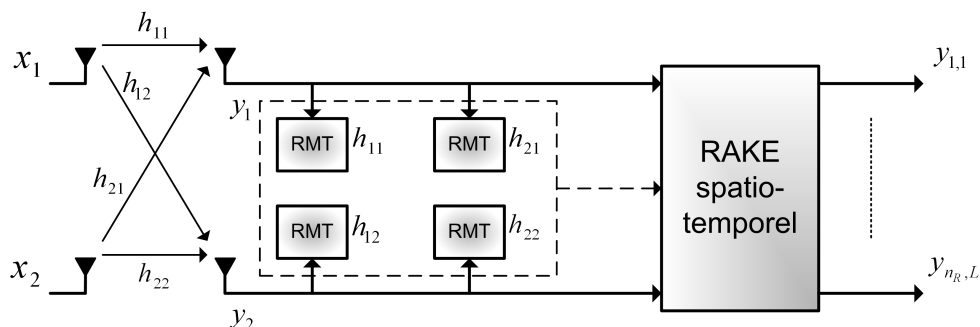 h11
x1
h12
h21
x2
h22
y1
RMT h11
RMT h21
RMT h12
RMT h22
y2
RAKE
spatio-
temporel
y1,1
ynR,L